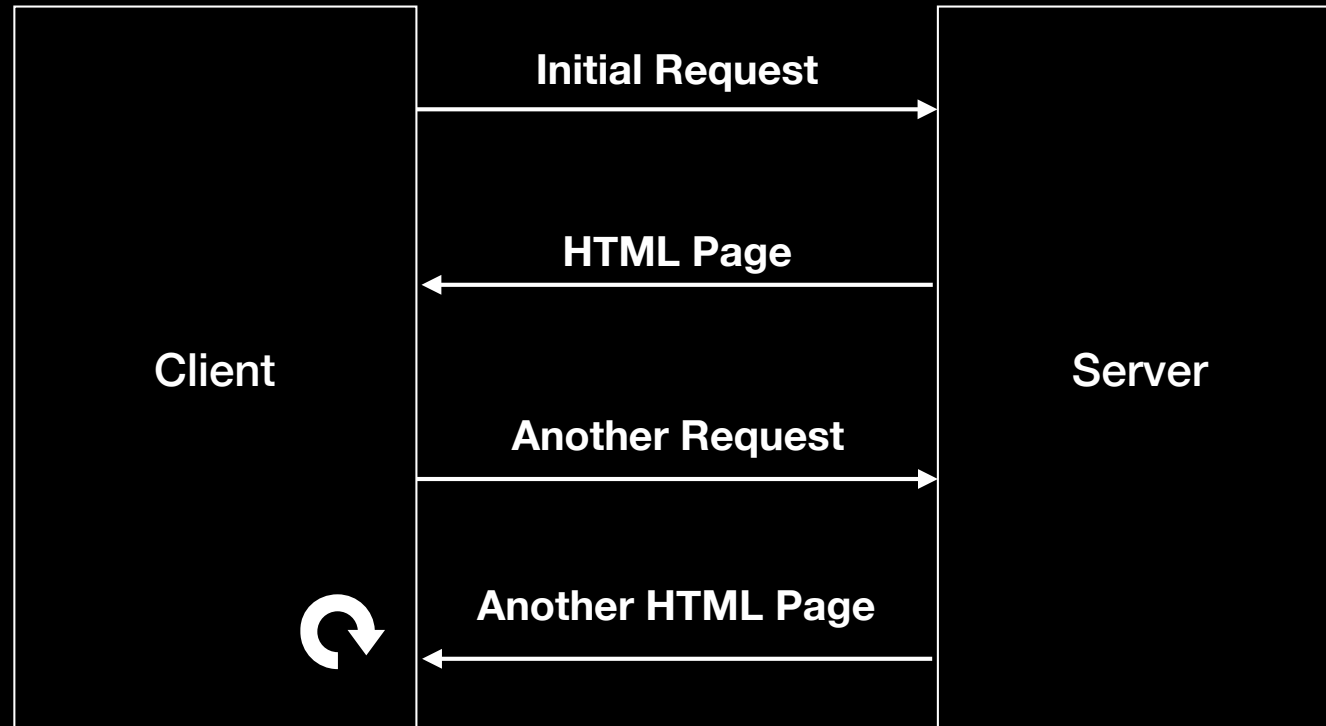 Initial Request
HTML Page
Client
Server
Another Request
Another HTML Page